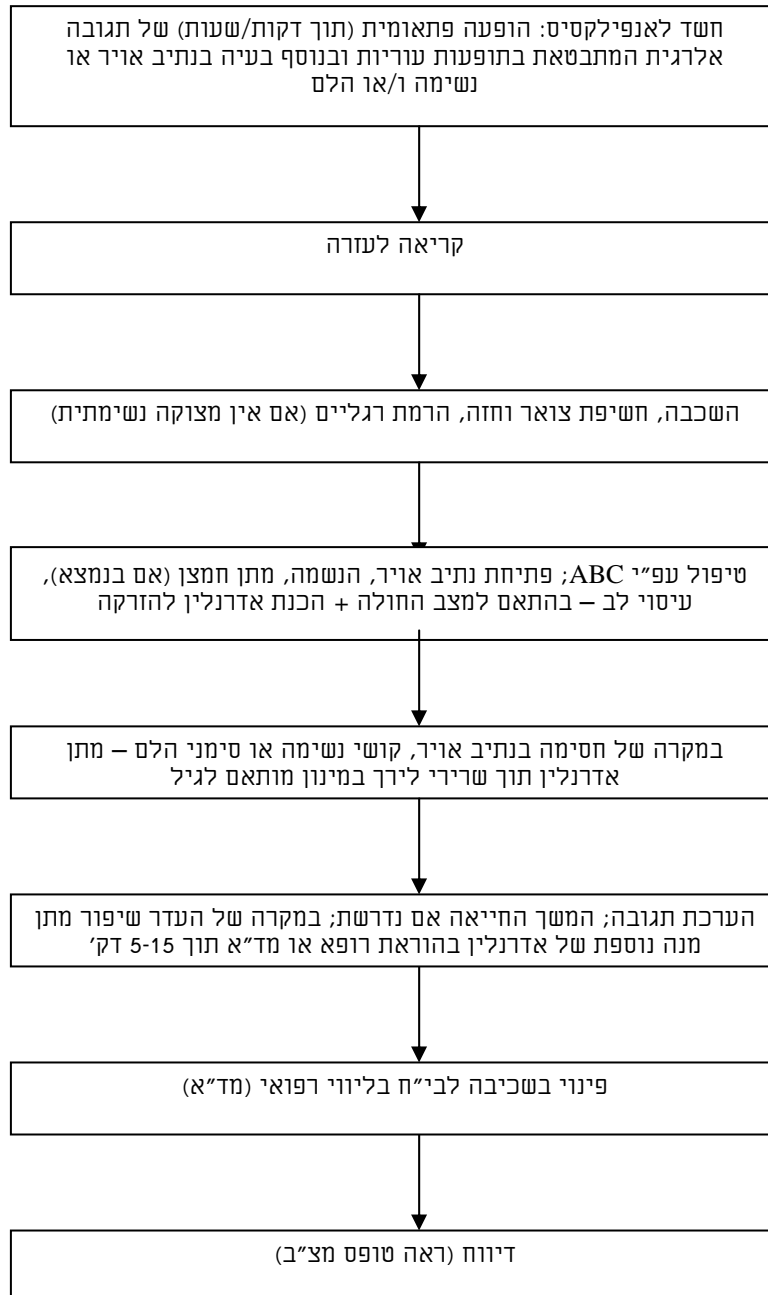 חשד לאנפילקסיס: הופעה פתאומית (תוך דקות/שעות) של תגובה
אלרגית המתבטאת בתופעות עוריות ובנוסף בעיה בנתיב אויר או
נשימה ו/או הלם
קריאה לעזרה
השכבה, חשיפת צואר וחזה, הרמת רגליים (אם אין מצוקה נשימתית)
טיפול עפ״י ABC; פתיחת נתיב אויר, הנשמה, מתן חמצן (אם בנמצא),
עיסוי לב – בהתאם למצב החולה + הכנת אדרנלין להזרקה
במקרה של חסימה בנתיב אויר, קושי נשימה או סימני הלם – מתן
אדרנלין תוך שרירי לירך במינון מותאם לגיל
הערכת תגובה; המשך החייאה אם נדרשת; במקרה של העדר שיפור מתן
מנה נוספת של אדרנלין בהוראת רופא או מד״א תוך 5-15 דק׳
פינוי בשכיבה לבי״ח בליווי רפואי (מד״א)
דיווח (ראה טופס מצ״ב)